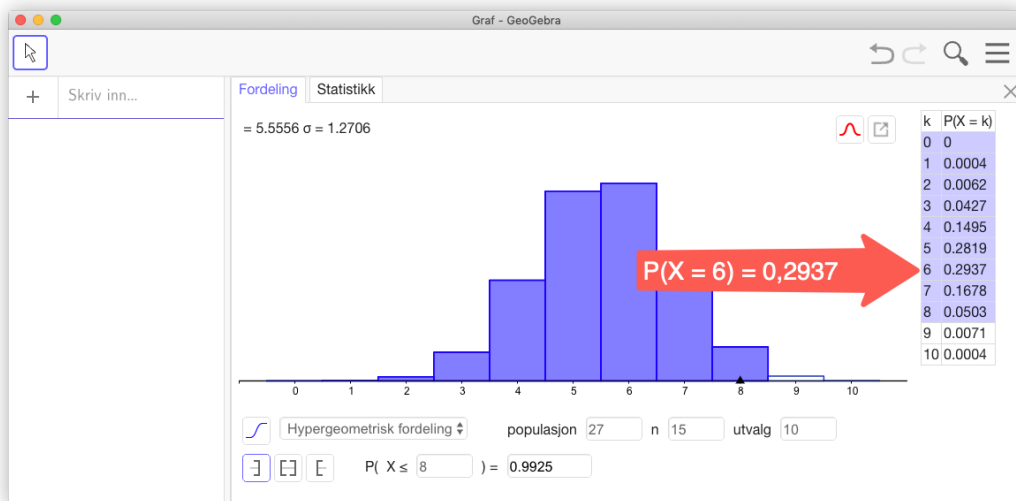 Graf - GeoGebra
Skriv inn...
Fordeling Statistikk
= 5.5556 σ = 1.2706
k P(X = k)
0 0
1 0.0004
2 0.0062
3 0.0427
4 0.1495
5 0.2819
6 0.2937
7 0.1678
8 0.0503
9 0.0071
10 0.0004
P(X = 6) = 0,2937
0 1 2 3 4 5 6 7 8 9 10
Hypergeometrisk fordeling populasjon 27 n 15 utvalg 10
P( X ≤ 8 ) = 0.9925